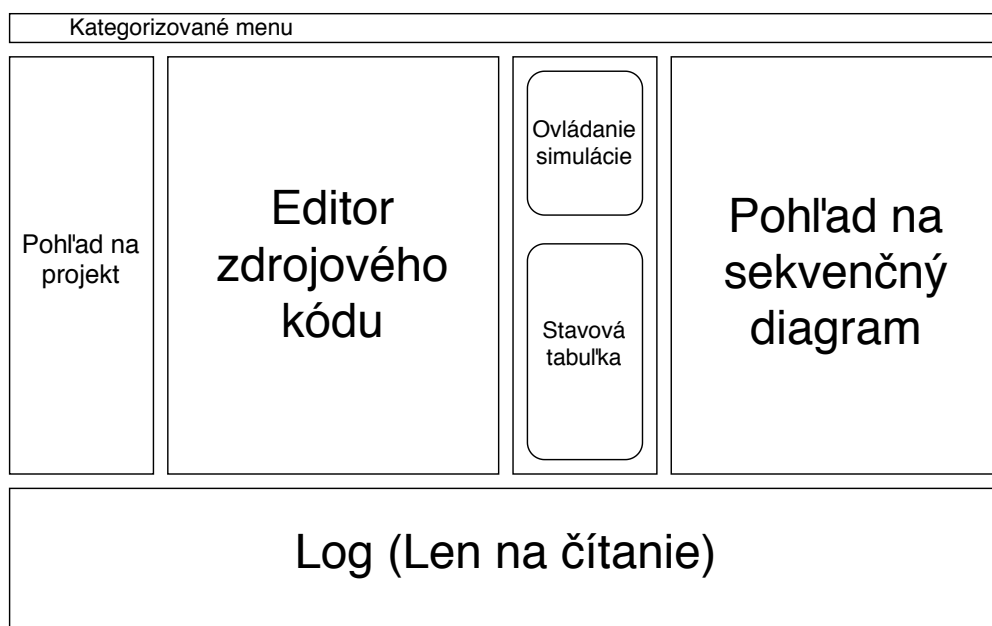 Kategorizované menu
Pohľad na
projekt
Editor
zdrojového
kódu
Ovládanie
simulácie
Stavová
tabuľka
Pohľad na
sekvenčný
diagram
Log (Len na čítanie)